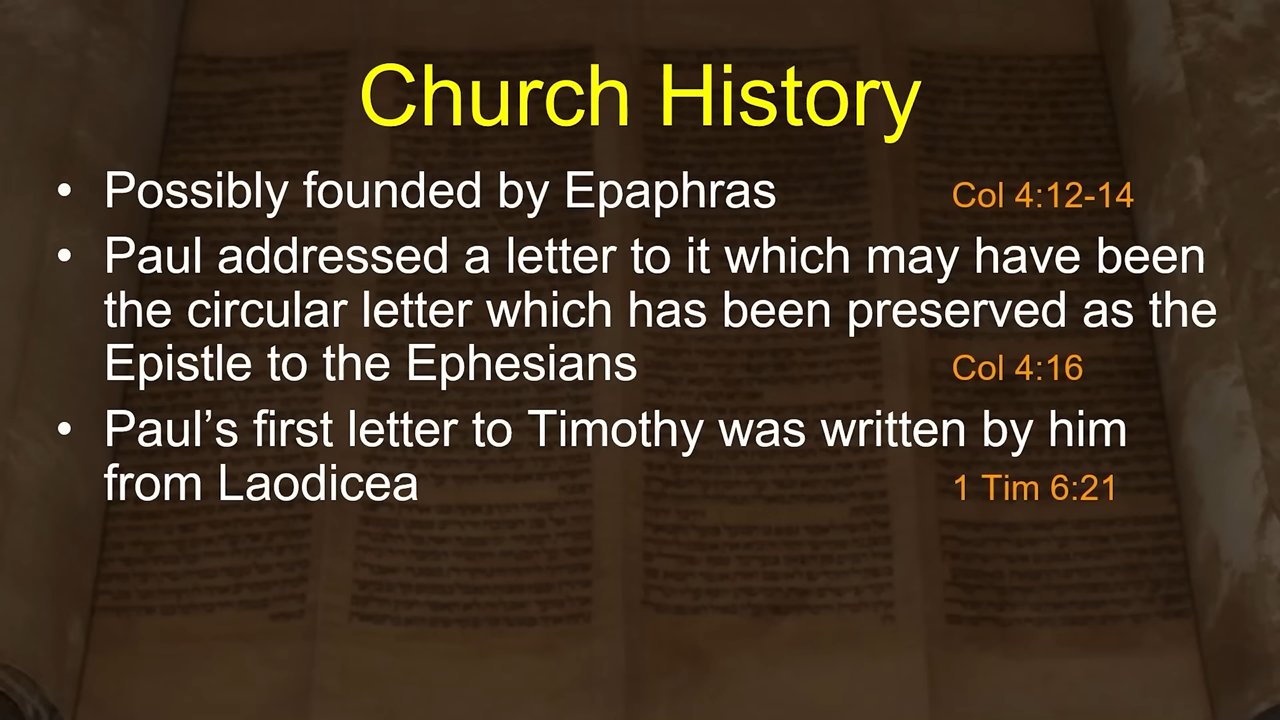 Church History
• Possibly founded by Epaphras Col 4:12-14
• Paul addressed a letter to it which may have been
the circular letter which has been preserved as the
Epistle to the Ephesians Col 4:16
• Paul’s first letter to Timothy was written by him
from Laodicea 1 Tim 6:21